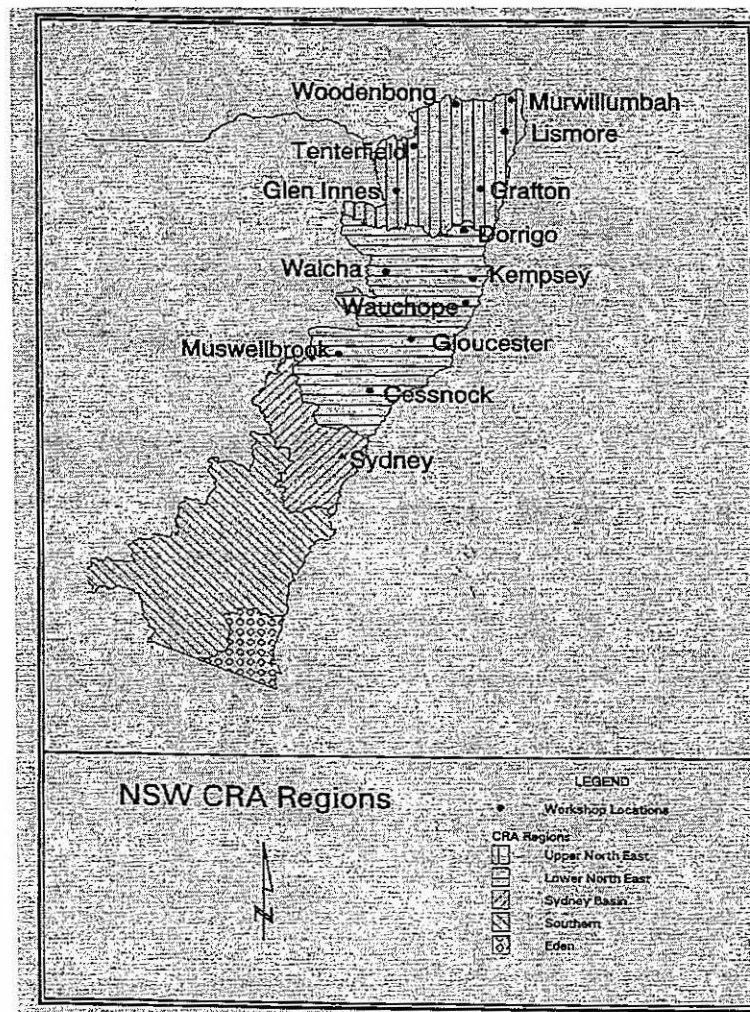 Woodenbong
Murwillumbah
Lismore
Tenterfield
Glen Innes
Grafton
Dorrigo
Walcha
Kempsey
Wauchope
Gloucester
Muswellbrook
Cessnock
Sydney
NSW CRA Regions
N
LEGEND
Workshop Locations
CRA Regions
Upper North East
Lower North East
Sydney Basin
Southern
Eden